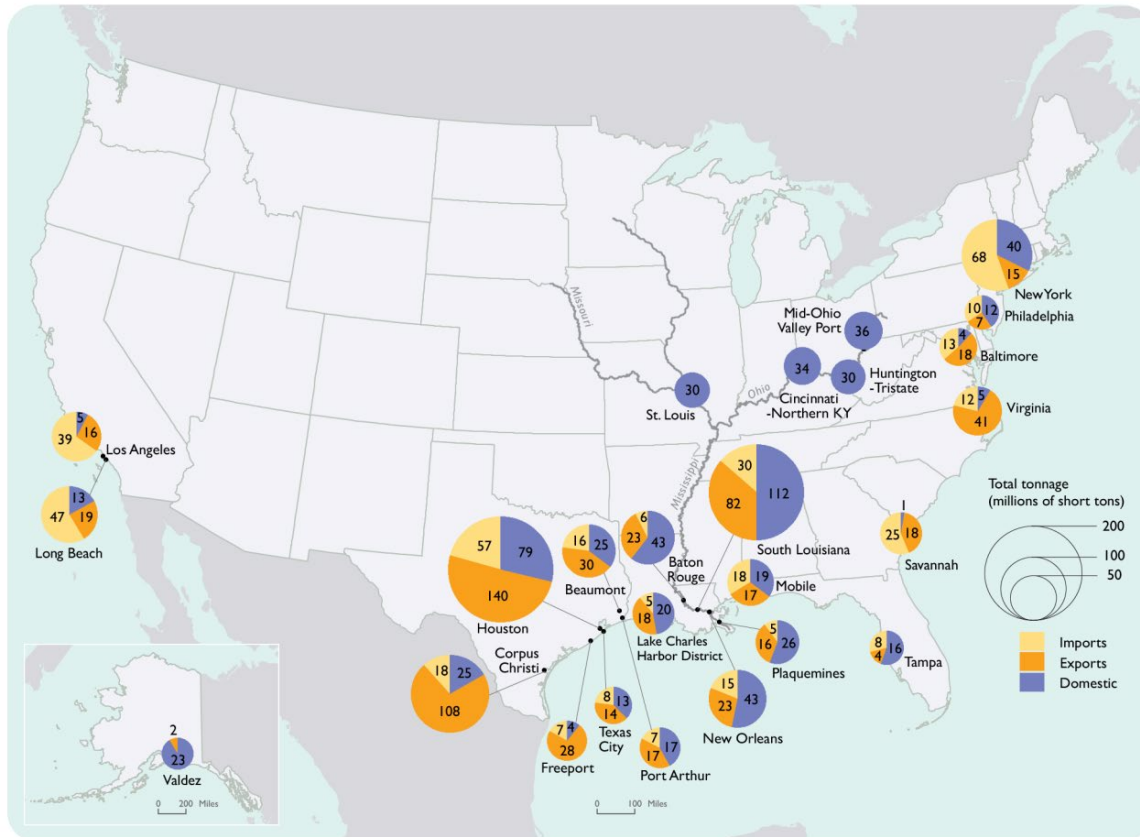 Missouri
Mississippi
Ohio
68
40
15
New York
10
12
7
Philadelphia
Mid-Ohio
Valley Port
36
4
13
18
Baltimore
34
30
Huntington
-Tristate
Cincinnati
-Northern KY
30
St. Louis
12
5
41
Virginia
5
39
16
Los Angeles
13
47
19
Long Beach
30
82
112
South Louisiana
Total tonnage
(millions of short tons)
200
100
50
1
25
18
Savannah
57
79
140
Houston
16
25
30
Beaumont
6
23
43
Baton
Rouge
18
19
17
Mobile
5
20
18
Lake Charles
Harbor District
5
16
26
Plaquemines
8
16
4
Tampa
Imports
Exports
Domestic
Corpus
Christi
18
25
108
15
43
23
New Orleans
8
13
14
Texas
City
7
4
28
Freeport
7
17
17
Port Arthur
2
23
Valdez
0
200
Miles
0
100
Miles